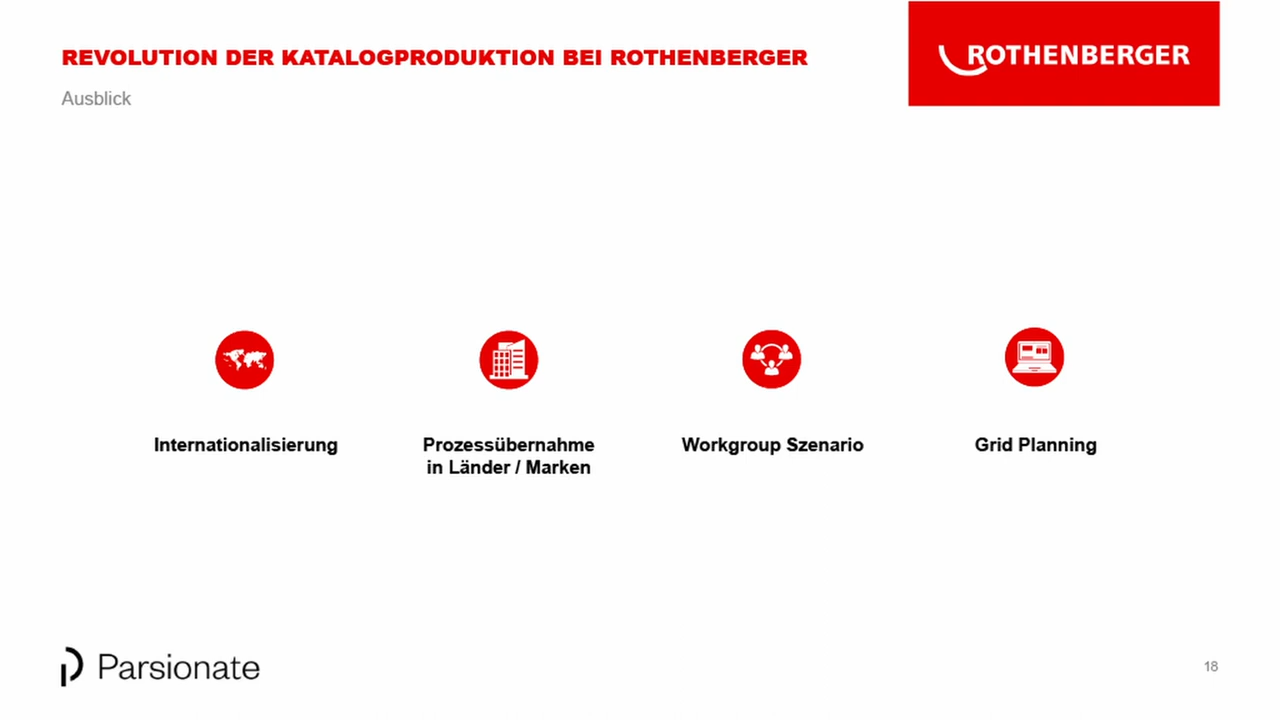 REVOLUTION DER KATALOGPRODUKTION BEI ROTHENBERGER
ROTHENBERGER
Ausblick
Internationalisierung
Prozessübernahme
in Länder / Marken
Workgroup Szenario
Grid Planning
Parsionate
18